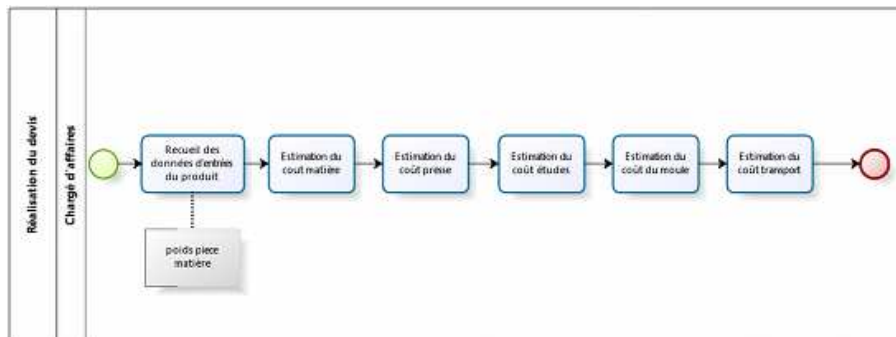 Réalisation du devis
Chargé d'affaires
Recueil des
données d'entrées
du produit
Estimation du
cout matière
Estimation du
coût presse
Estimation du
coût études
Estimation du
coût du moule
Estimation du
coût transport
poids piece
matière